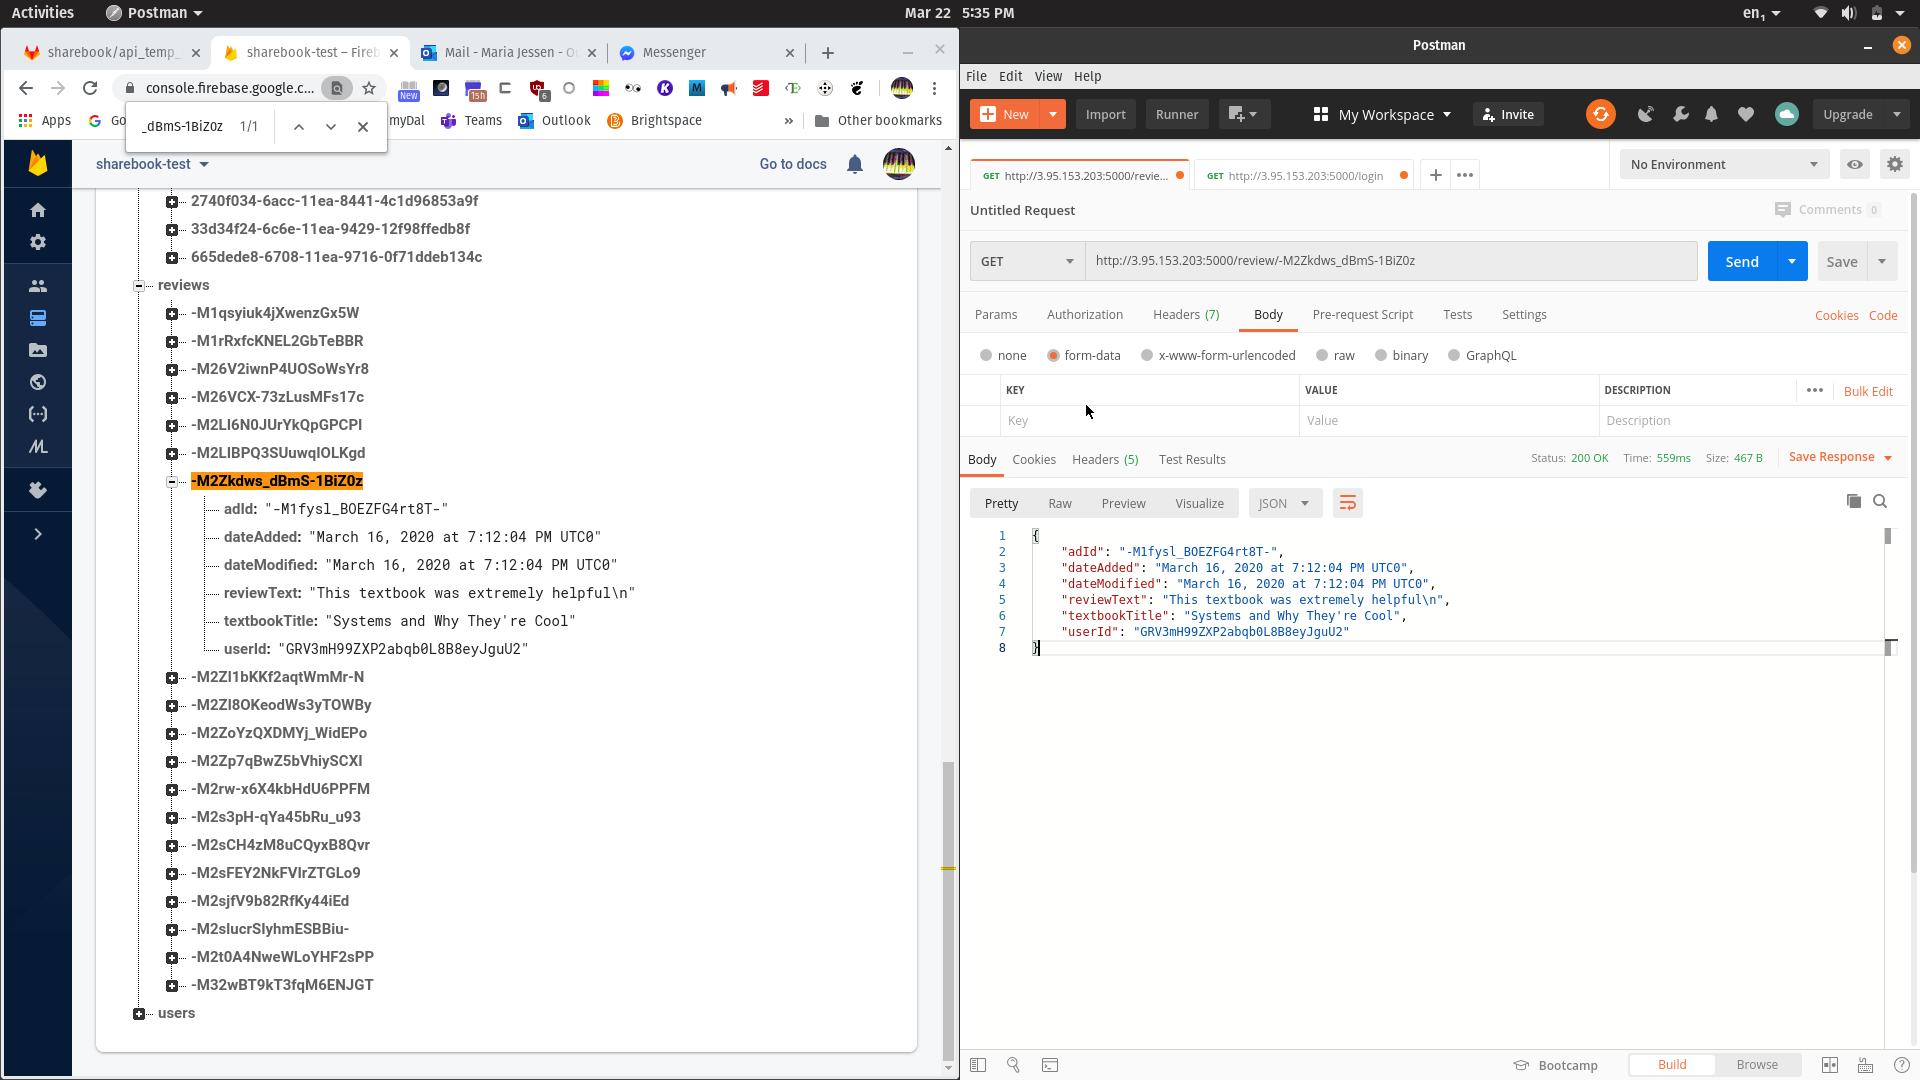 Activities
Postman
Mar 22 5:35 PM
en1
sharebook/api_temp_
sharebook-test – Fireb
Mail - Maria Jessen - O
Messenger
console.firebase.google.c...
New
1sh
6
Apps
_dBmS-1BiZ0z 1/1
myDal
Teams
Outlook
Brightspace
»
Other bookmarks
sharebook-test
Go to docs
2740f034-6acc-11ea-8441-4c1d96853a9f
33d34f24-6c6e-11ea-9429-12f98ffedb8f
665dede8-6708-11ea-9716-0f71ddeb134c
reviews
-M1qsyiuk4jXwenzGx5W
-M1rRxfcKNEL2GbTeBBR
-M26V2iwnP4UOSoWsYr8
-M26VCX-73zLusMFs17c
-M2LI6N0JUrYkQpGPCPI
-M2LIBPQ3SUuwqIOLKgd
-M2Zkdws_dBmS-1BiZ0z
adId: "-M1fysl_BOEZFG4rt8T-"
dateAdded: "March 16, 2020 at 7:12:04 PM UTC0"
dateModified: "March 16, 2020 at 7:12:04 PM UTC0"
reviewText: "This textbook was extremely helpful\n"
textbookTitle: "Systems and Why They're Cool"
userId: "GRV3mH99ZXP2abqb0L8B8eyJguU2"
-M2Zl1bKKf2aqtWmMr-N
-M2Zl8OKeodWs3yTOWBy
-M2ZoYzQXDMYj_WidEPo
-M2Zp7qBwZ5bVhiySCXI
-M2rw-x6X4kbHdU6PPFM
-M2s3pH-qYa45bRu_u93
-M2sCH4zM8uCQyxB8Qvr
-M2sFEY2NkFVIrZTGLo9
-M2sjfV9b82RfKy44iEd
-M2slucrSIyhmESBBiu-
-M2t0A4NweWLoYHF2sPP
-M32wBT9kT3fqM6ENJGT
users
Postman
File Edit View Help
New
Import
Runner
My Workspace
Invite
Upgrade
GET http://3.95.153.203:5000/revie...
GET http://3.95.153.203:5000/login
No Environment
Untitled Request
Comments 0
GET
http://3.95.153.203:5000/review/-M2Zkdws_dBmS-1BiZ0z
Send
Save
Params
Authorization
Headers (7)
Body
Pre-request Script
Tests
Settings
Cookies
Code
none
form-data
x-www-form-urlencoded
raw
binary
GraphQL
KEY
VALUE
DESCRIPTION
Bulk Edit
Key
Value
Description
Body
Cookies
Headers (5)
Test Results
Status: 200 OK
Time: 559ms
Size: 467 B
Save Response
Pretty
Raw
Preview
Visualize
JSON
1 {
2 "adId": "-M1fysl_BOEZFG4rt8T-",
3 "dateAdded": "March 16, 2020 at 7:12:04 PM UTC0",
4 "dateModified": "March 16, 2020 at 7:12:04 PM UTC0",
5 "reviewText": "This textbook was extremely helpful\n",
6 "textbookTitle": "Systems and Why They're Cool",
7 "userId": "GRV3mH99ZXP2abqb0L8B8eyJguU2"
8 }
Bootcamp
Build
Browse